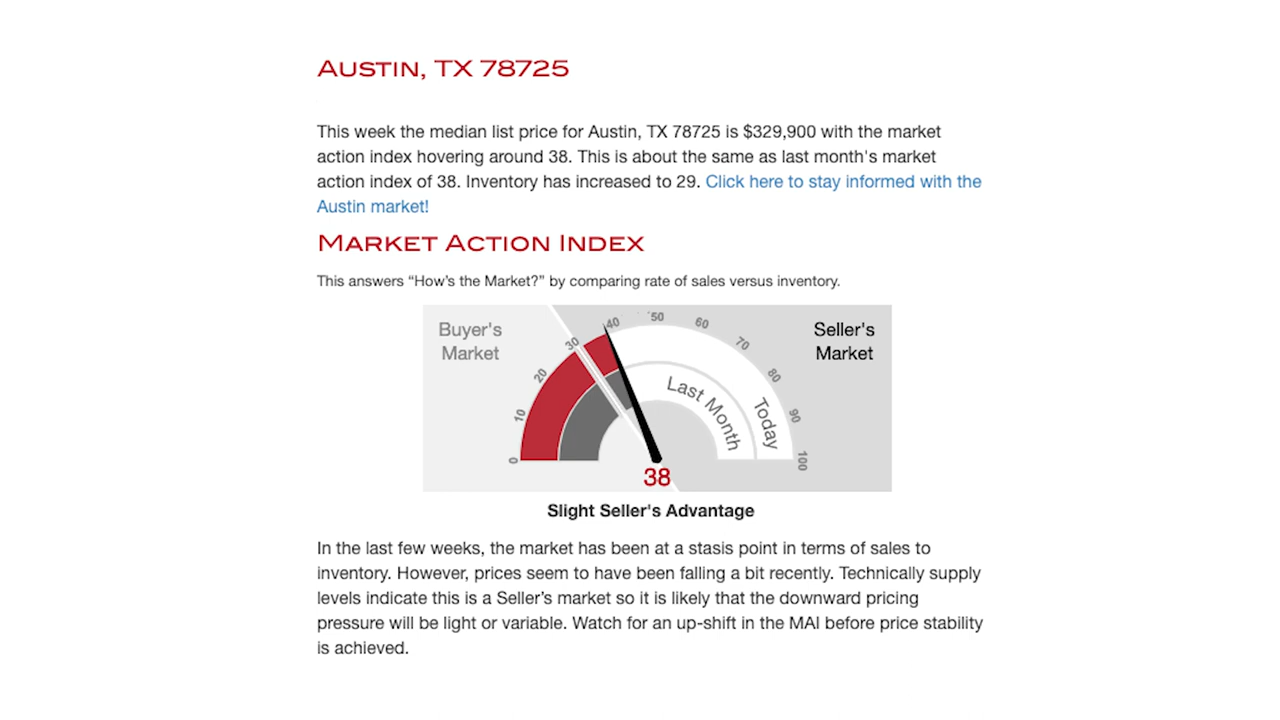 AUSTIN, TX 78725
This week the median list price for Austin, TX 78725 is $329,900 with the market
action index hovering around 38. This is about the same as last month's market
action index of 38. Inventory has increased to 29. Click here to stay informed with the
Austin market!
MARKET ACTION INDEX
This answers “How’s the Market?” by comparing rate of sales versus inventory.
Buyer's
Market
Seller's
Market
0
10
20
30
40
50
60
70
80
90
100
Last Month
Today
38
Slight Seller's Advantage
In the last few weeks, the market has been at a stasis point in terms of sales to
inventory. However, prices seem to have been falling a bit recently. Technically supply
levels indicate this is a Seller’s market so it is likely that the downward pricing
pressure will be light or variable. Watch for an up-shift in the MAI before price stability
is achieved.